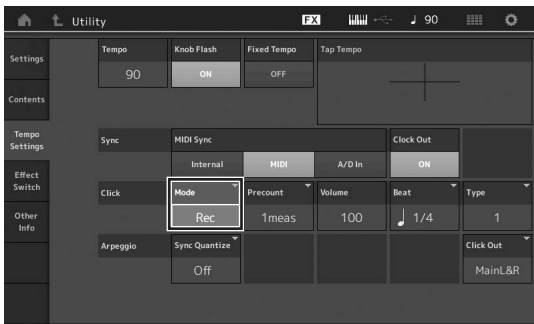 Utility FX 90
Settings
Contents
Tempo
Settings
Effect
Switch
Other
Info
Tempo Knob Flash Fixed Tempo Tap Tempo
90 ON OFF
Sync MIDI Sync Clock Out
Internal MIDI A/D In ON
Click Mode Precount Volume Beat Type
Rec 1meas 100 1/4 1
Arpeggio Sync Quantize Click Out
Off MainL&R